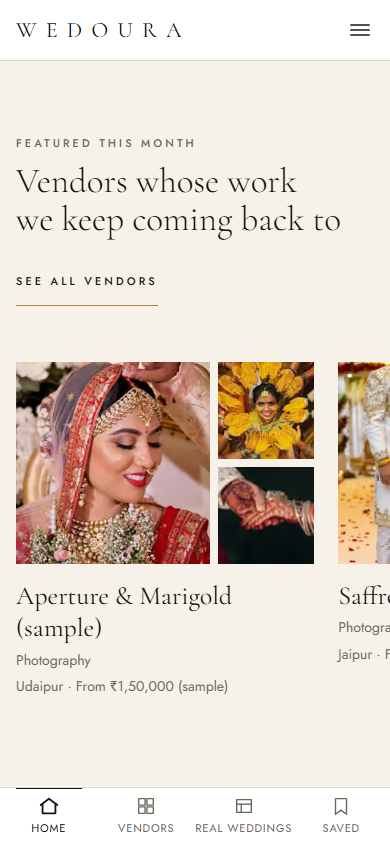 WEDOURA
FEATURED THIS MONTH
Vendors whose work
we keep coming back to
SEE ALL VENDORS
Aperture & Marigold
(sample)
Photography
Udaipur · From ₹1,50,000 (sample)
Jaipur ·
HOME
VENDORS
REAL WEDDINGS
SAVED